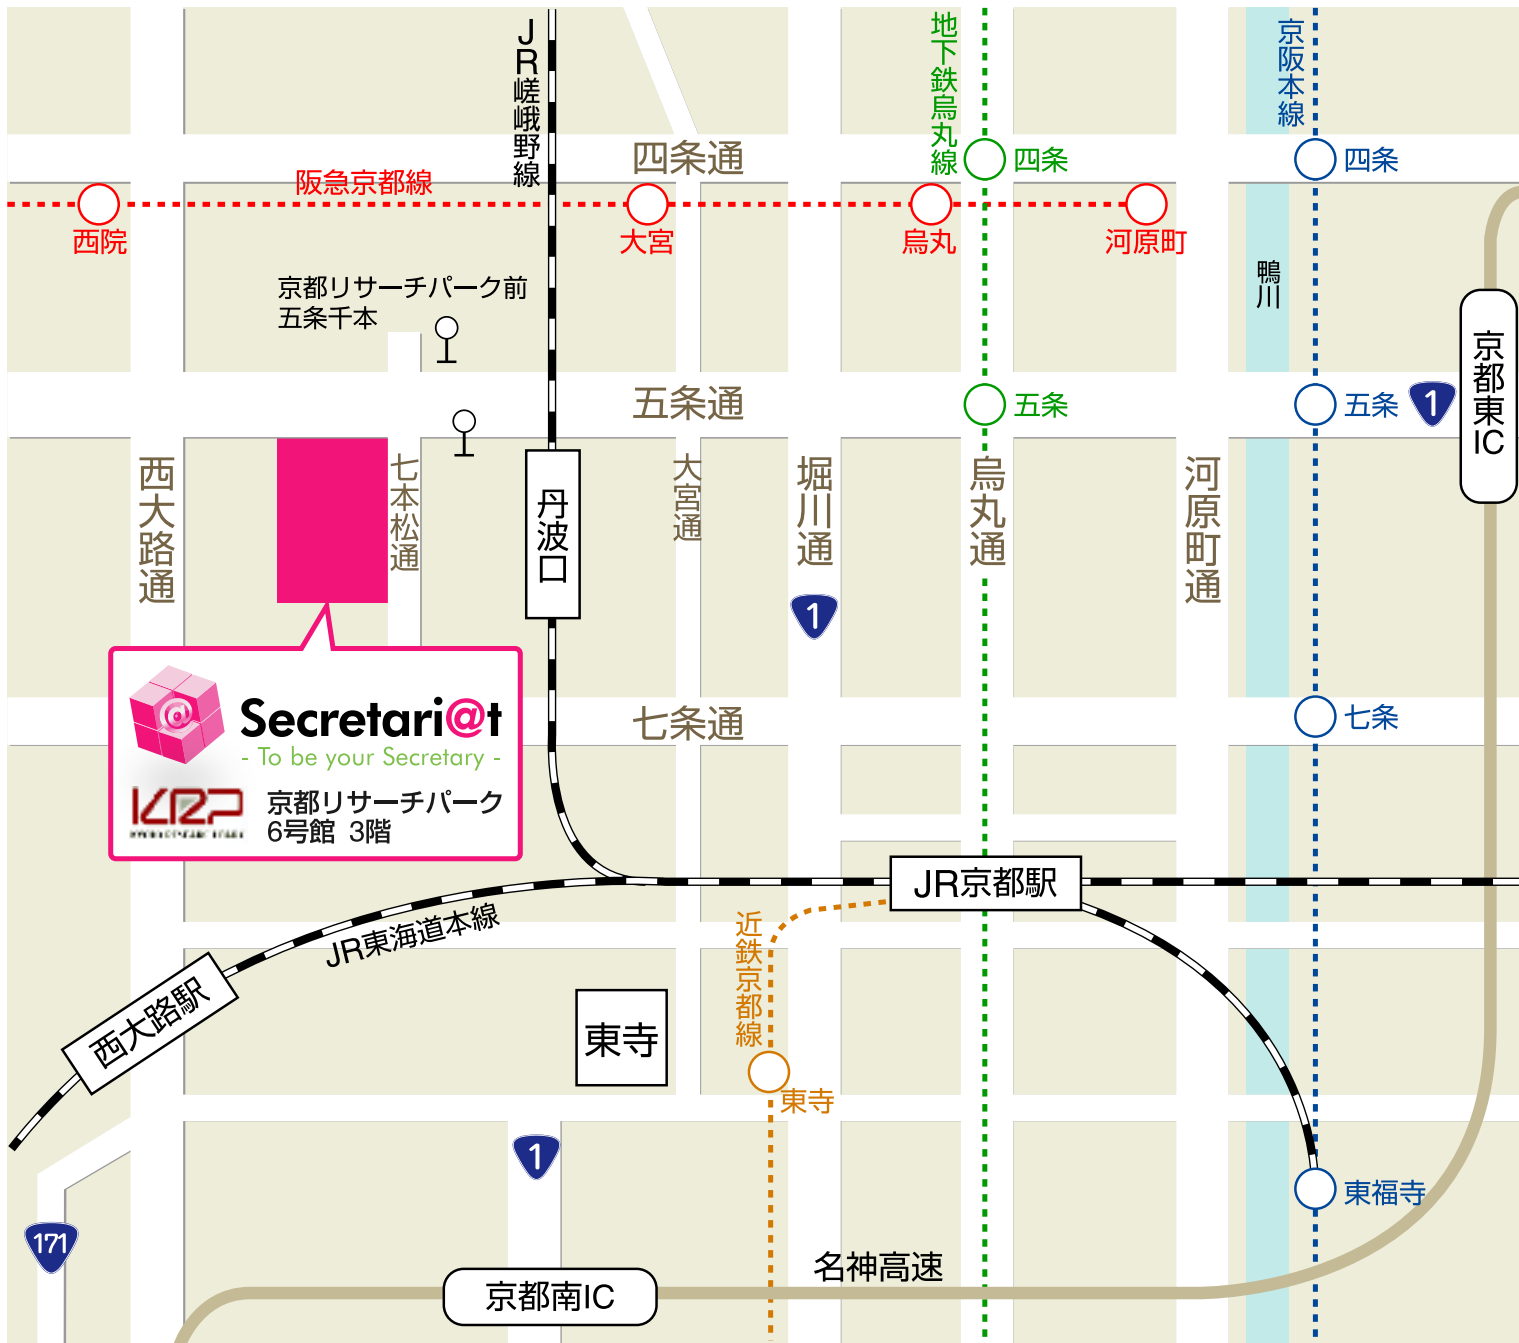 JR嵯峨野線
地下鉄烏丸線
京阪本線
四条通
四条
四条
阪急京都線
西院
大宮
烏丸
河原町
鴨川
京都リサーチパーク前
五条千本
京都東IC
五条通
五条
五条
1
西大路通
七本松通
丹波口
大宮通
堀川通
烏丸通
河原町通
1
Secretari@t
- To be your Secretary -
KRP
京都リサーチパーク
6号館 3階
七条通
七条
JR京都駅
JR東海道本線
近鉄京都線
西大路駅
東寺
東寺
1
東福寺
171
名神高速
京都南IC